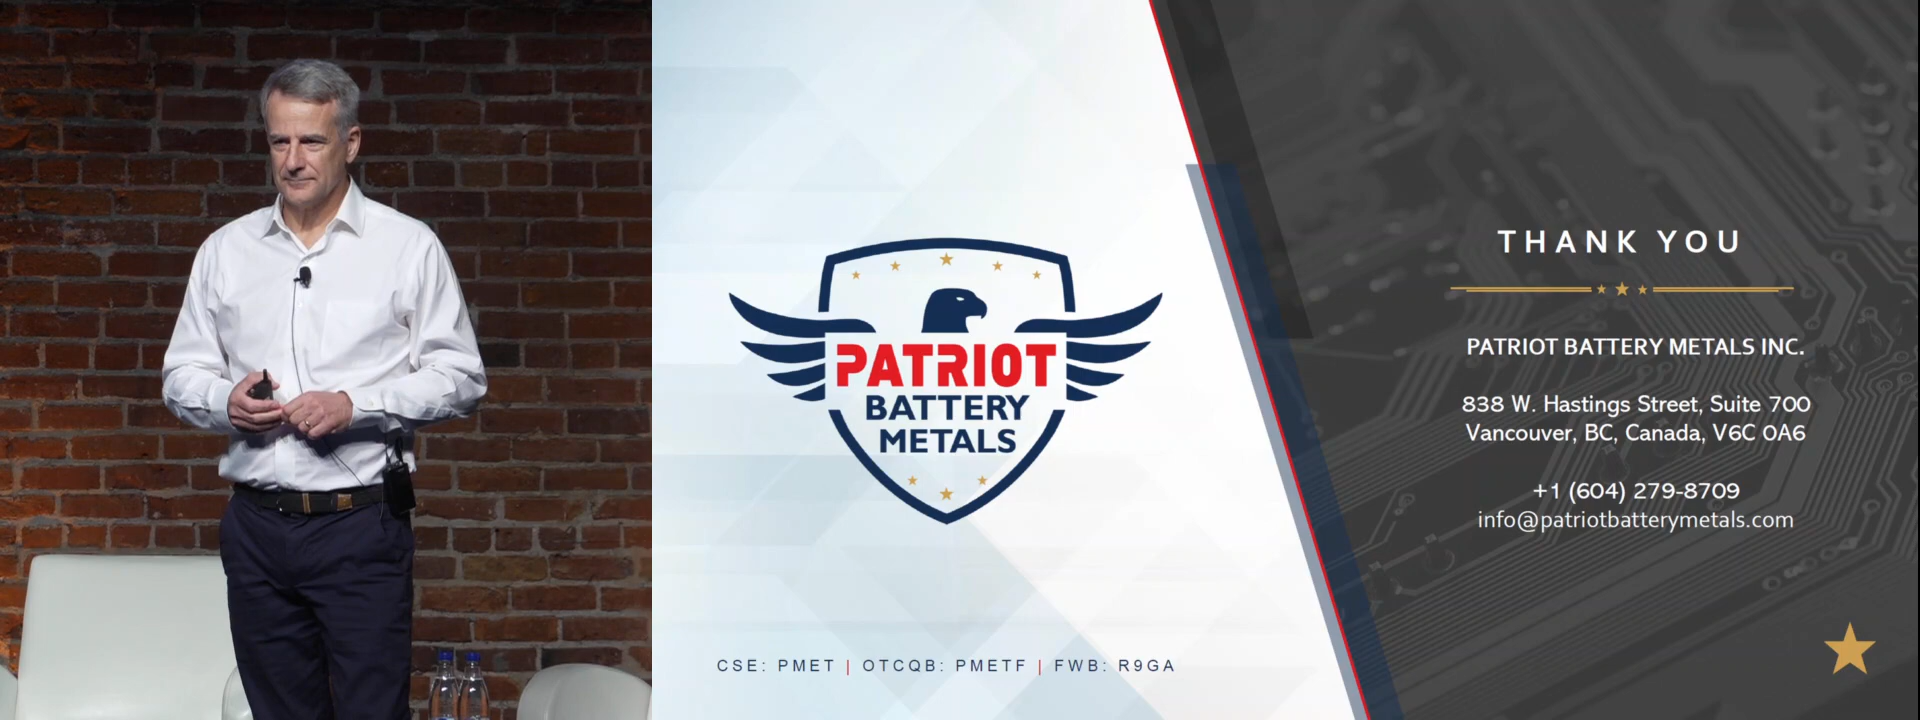 PATRIOT
BATTERY
METALS
CSE: PMET | OTCQB: PMETF | FWB: R9GA
THANK YOU
PATRIOT BATTERY METALS INC.
838 W. Hastings Street, Suite 700
Vancouver, BC, Canada, V6C 0A6
+1 (604) 279-8709
info@patriotbatterymetals.com